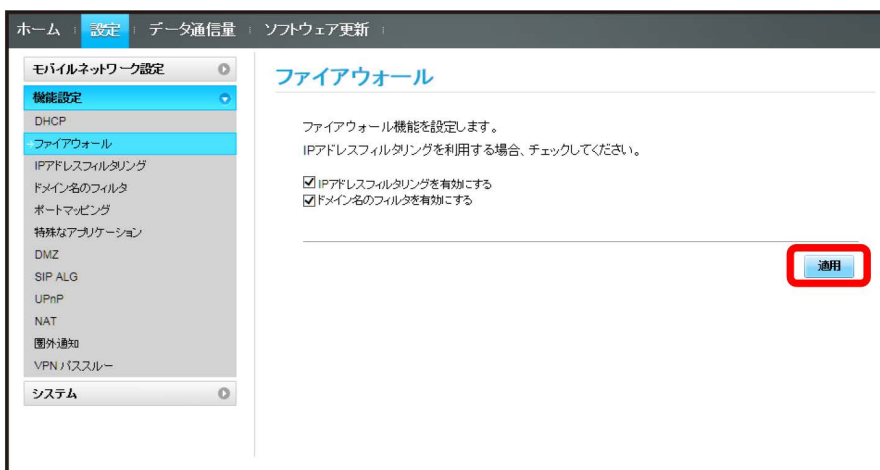 ホーム 設定 データ通信量 ソフトウェア更新
モバイルネットワーク設定
機能設定
DHCP
ファイアウォール
IPアドレスフィルタリング
ドメイン名のフィルタ
ポートマッピング
特殊なアプリケーション
DMZ
SIP ALG
UPnP
NAT
圏外通知
VPN パススルー
システム
ファイアウォール
ファイアウォール機能を設定します。
IPアドレスフィルタリングを利用する場合、チェックしてください。
IPアドレスフィルタリングを有効にする
ドメイン名のフィルタを有効にする
適用